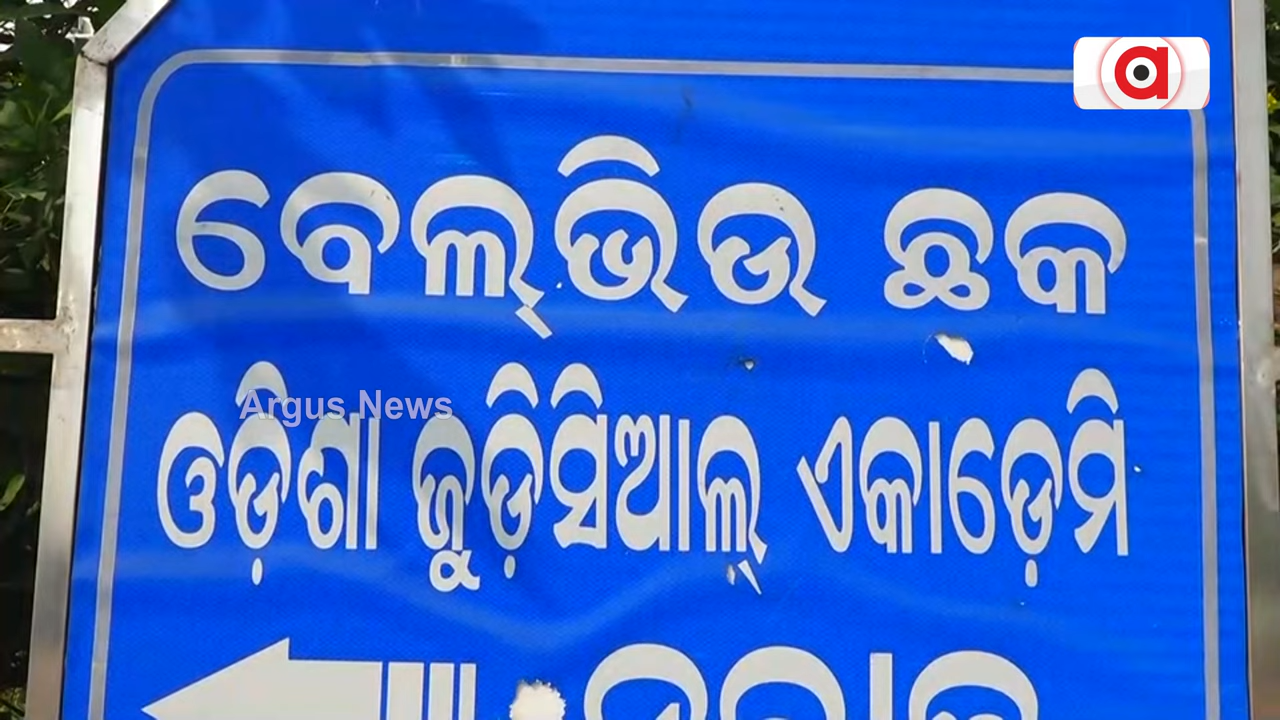 ବେଲ୍‌ଭିଉ ଛକ
Argus News
ଓଡ଼ିଶା ଜୁଡ଼ିସିଆଲ୍ ଏକାଡ଼େମି